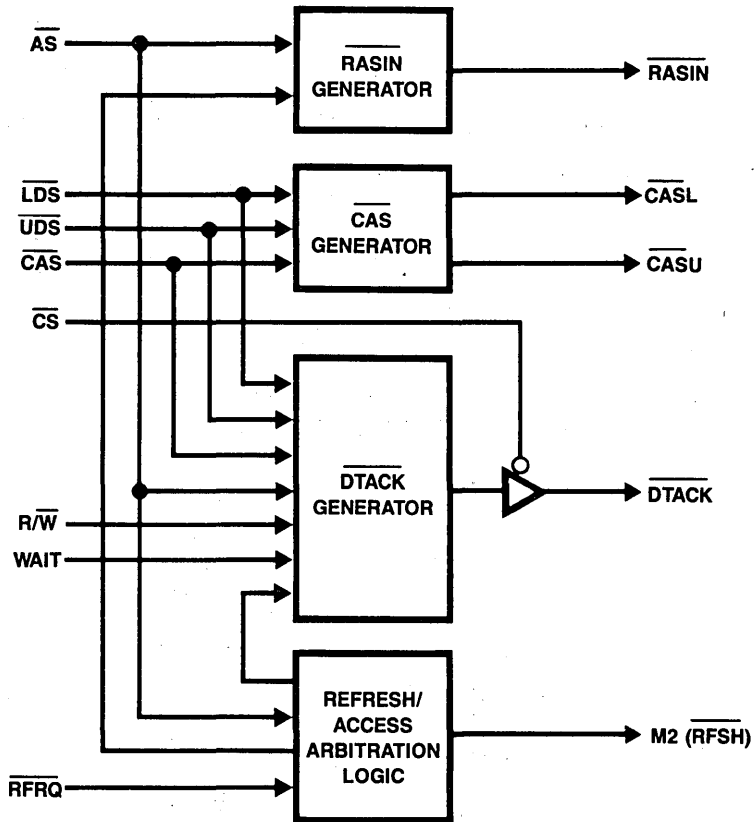 AS
RASIN
GENERATOR
RASIN
LDS
UDS
CAS
CAS
GENERATOR
CASL
CASU
CS
DTACK
GENERATOR
DTACK
R/W
WAIT
REFRESH/
ACCESS
ARBITRATION
LOGIC
M2 (RFSH)
RFRQ